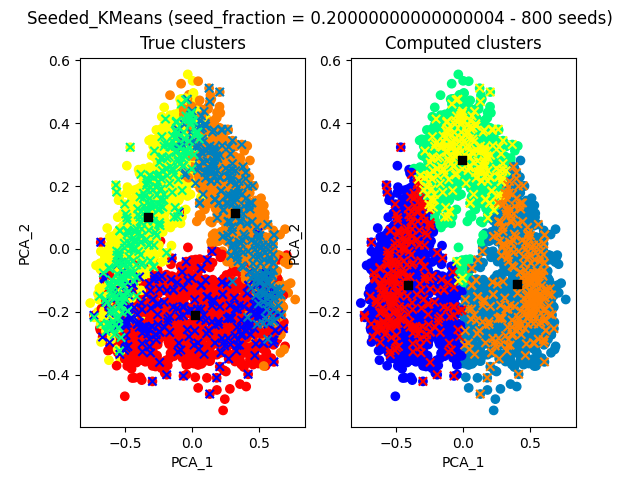 Seeded_KMeans (seed_fraction = 0.20000000000000004 - 800 seeds)
True clusters
Computed clusters
0.6
0.4
0.2
0.0
−0.2
−0.4
PCA_2
−0.5
0.0
0.5
PCA_1
0.6
0.4
0.2
0.0
−0.2
−0.4
PCA_2
−0.5
0.0
0.5
PCA_1